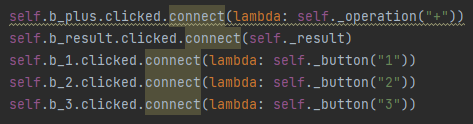 self.b_plus.clicked.connect(lambda: self._operation("+"))
self.b_result.clicked.connect(self._result)
self.b_1.clicked.connect(lambda: self._button("1"))
self.b_2.clicked.connect(lambda: self._button("2"))
self.b_3.clicked.connect(lambda: self._button("3"))